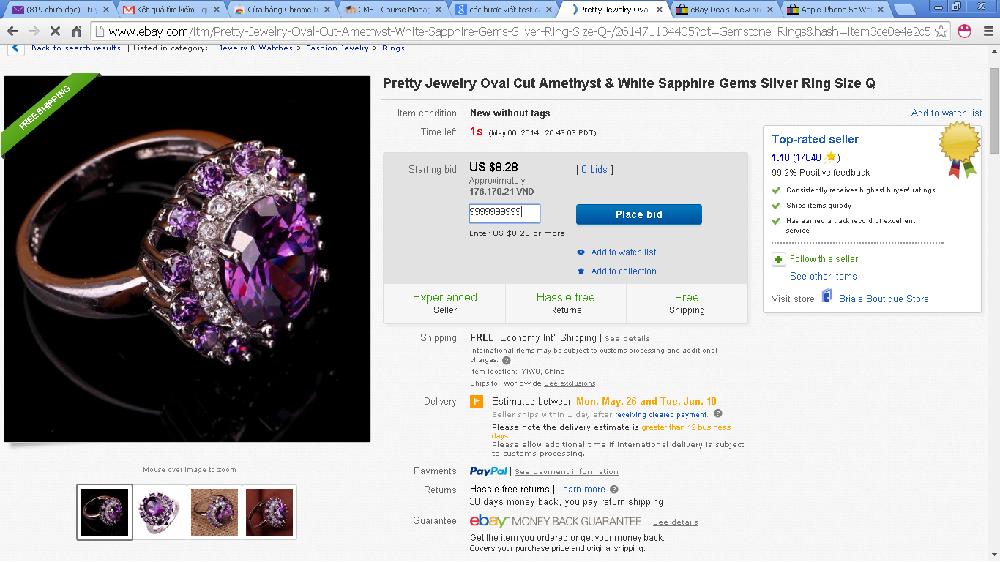 (819 chưa đọc) - tuy
Kết quả tìm kiếm - qu
Cửa hàng Chrome tr
CMS - Course Manag
các bước viết test ca
Pretty Jewelry Oval
eBay Deals: New pro
Apple iPhone 5c Whi
www.ebay.com/itm/Pretty-Jewelry-Oval-Cut-Amethyst-White-Sapphire-Gems-Silver-Ring-Size-Q-/261471134405?pt=Gemstone_Rings&hash=item3ce0e4e2c5
Back to search results | Listed in category: Jewelry & Watches > Fashion Jewelry > Rings
FREE SHIPPING
Pretty Jewelry Oval Cut Amethyst & White Sapphire Gems Silver Ring Size Q
Item condition: New without tags
| Add to watch list
Time left: 1s (May 06, 2014 20:43:03 PDT)
Starting bid: US $8.28 [ 0 bids ]
Approximately
176,170.21 VND
9999999999
Place bid
Enter US $8.28 or more
Add to watch list
Add to collection
Experienced
Seller
Hassle-free
Returns
Free
Shipping
Top-rated seller
1.18 (17040 )
99.2% Positive feedback
Consistently receives highest buyers' ratings
Ships items quickly
Has earned a track record of excellent
service
Follow this seller
See other items
Visit store: Bria's Boutique Store
Shipping: FREE Economy Int'l Shipping | See details
International items may be subject to customs processing and additional
charges. ?
Item location: YIWU, China
Ships to: Worldwide See exclusions
Delivery: Estimated between Mon. May. 26 and Tue. Jun. 10
Seller ships within 1 day after receiving cleared payment. ?
Please note the delivery estimate is greater than 12 business
days.
Please allow additional time if international delivery is subject
to customs processing.
Mouse over image to zoom
Payments: PayPal | See payment information
Returns: Hassle-free returns | Learn more ?
30 days money back, you pay return shipping
Guarantee: ebay™ MONEY BACK GUARANTEE | See details
Get the item you ordered or get your money back.
Covers your purchase price and original shipping.